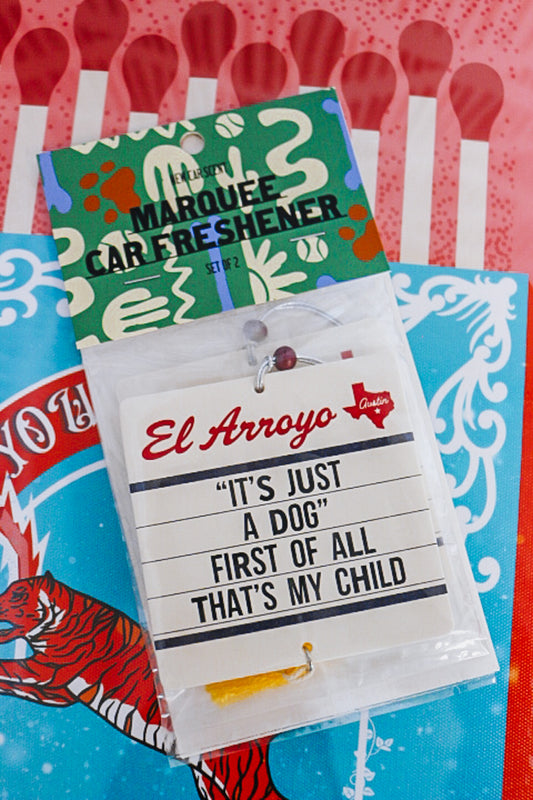 NEW CAR SCENT
MARQUEE
CAR FRESHENER
SET OF 2
El Arroyo
Austin
"IT'S JUST
A DOG"
FIRST OF ALL
THAT'S MY CHILD
YOU